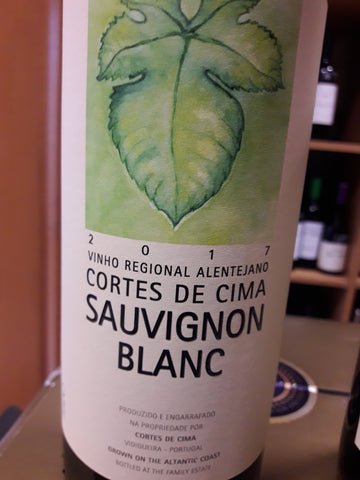 2 0 1 7
VINHO REGIONAL ALENTEJANO
CORTES DE CIMA
SAUVIGNON
BLANC
PRODUZIDO E ENGARRAFADO
NA PROPRIEDADE POR
CORTES DE CIMA
VIDIGUEIRA - PORTUGAL
GROWN ON THE ALTANTIC COAST
BOTTLED AT THE FAMILY ESTATE